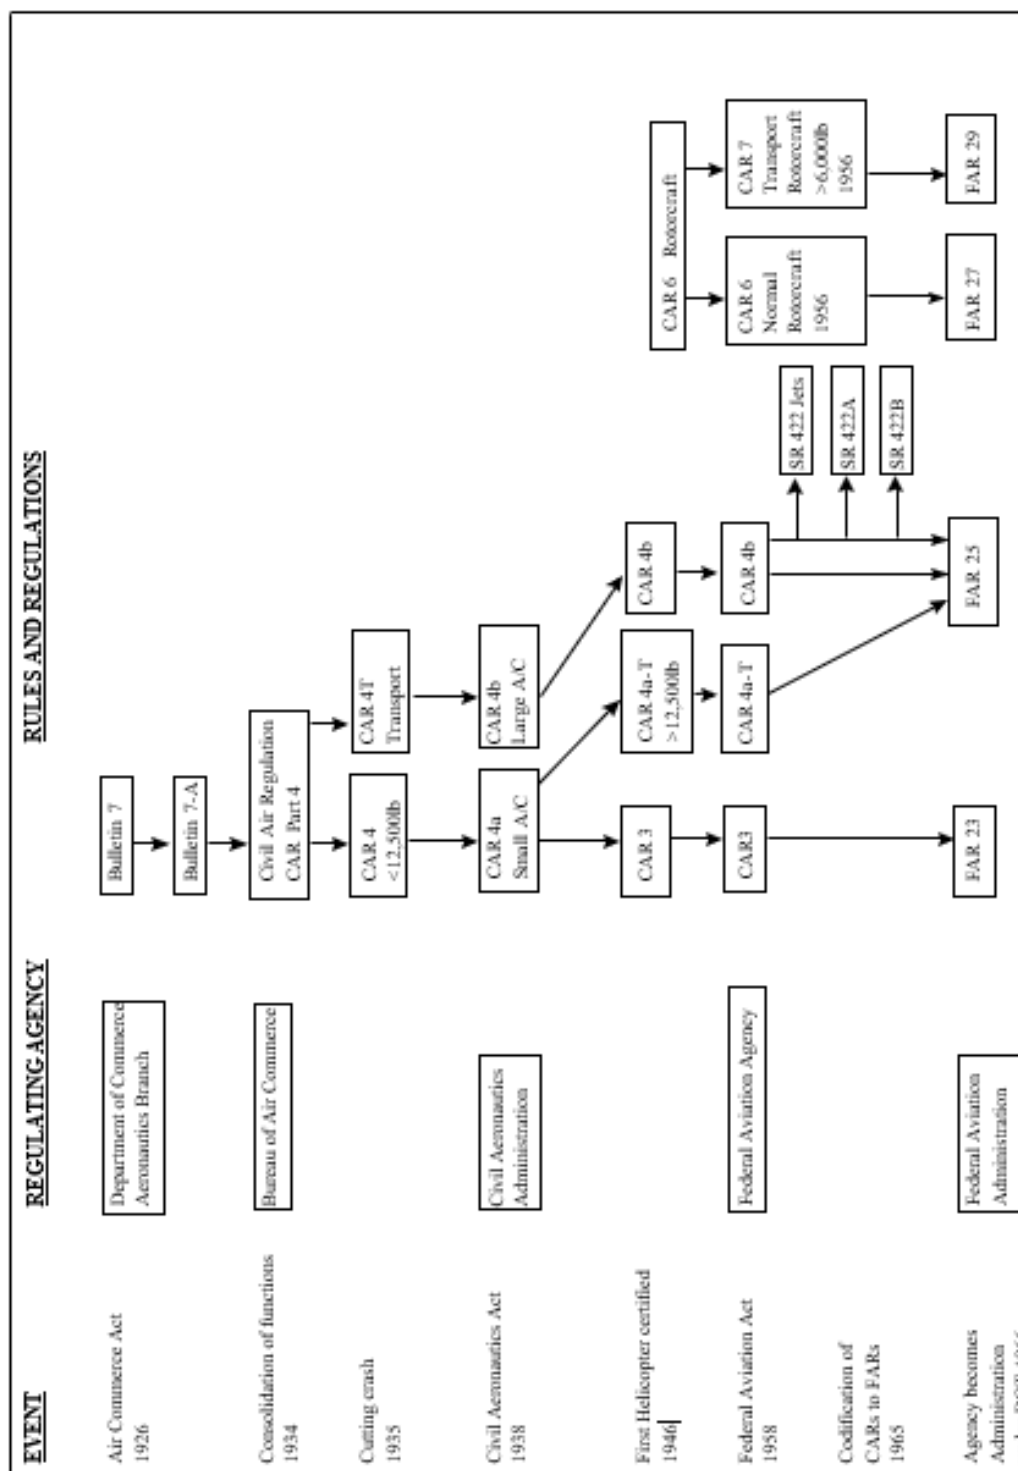 EVENT
REGULATING AGENCY
RULES AND REGULATIONS
Air Commerce Act
1926
Department of Commerce
Aeronautics Branch
Bulletin 7
Bulletin 7-A
Consolidation of functions
1934
Bureau of Air Commerce
Civil Air Regulation
CAR Part 4
Cutting crash
1935
CAR 4
<12,500lb
CAR 4T
Transport
Civil Aeronautics Act
1938
Civil Aeronautics
Administration
CAR 4a
Small A/C
CAR 4b
Large A/C
First Helicopter certified
1946
CAR 3
CAR 4a-T
>12,500lb
CAR 4b
CAR 6 Rotorcraft
Federal Aviation Act
1958
Federal Aviation Agency
CAR3
CAR 4a-T
CAR 4b
CAR 6
Normal
Rotorcraft
1956
CAR 7
Transport
Rotorcraft
>6,000lb
1956
SR 422 Jets
SR 422A
SR 422B
Codification of
CARs to FARs
1965
Agency becomes
Administration
DOT 1966
Federal Aviation
Administration
FAR 23
FAR 25
FAR 27
FAR 29